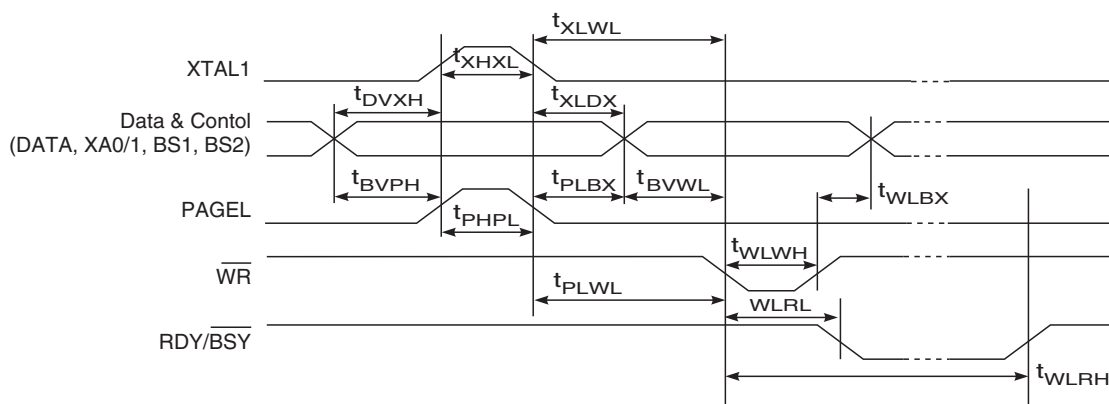 tXLWL
XTAL1
tXHXL
tDVXH
tXLDX
Data & Contol
(DATA, XA0/1, BS1, BS2)
tBVPH
tPLBX
tBVWL
tWLBX
PAGEL
tPHPL
tWLWH
WR
tPLWL
WLRL
RDY/BSY
tWLRH